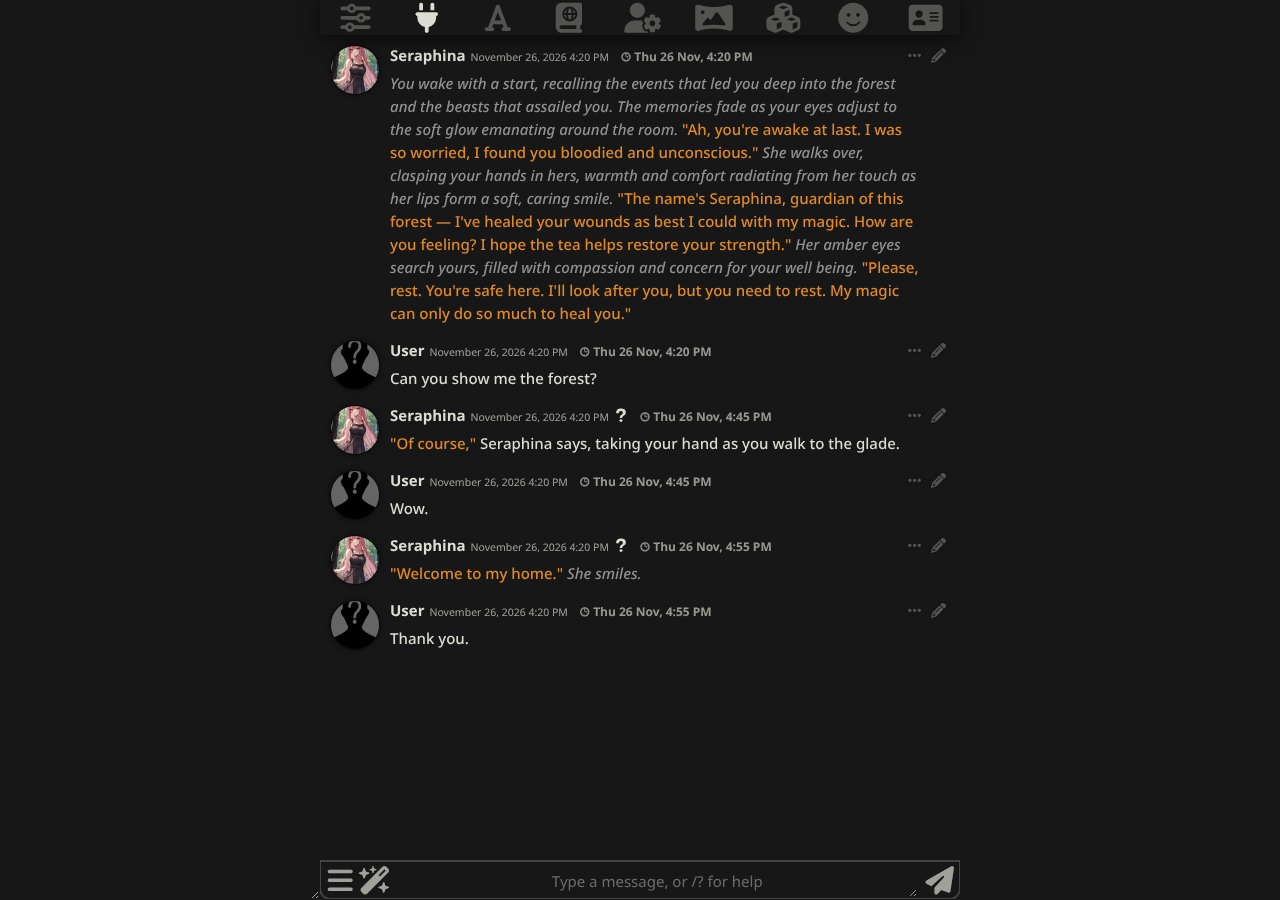 Seraphina November 26, 2026 4:20 PM Thu 26 Nov, 4:20 PM
You wake with a start, recalling the events that led you deep into the forest
and the beasts that assailed you. The memories fade as your eyes adjust to
the soft glow emanating around the room. "Ah, you're awake at last. I was
so worried, I found you bloodied and unconscious." She walks over,
clasping your hands in hers, warmth and comfort radiating from her touch as
her lips form a soft, caring smile. "The name's Seraphina, guardian of this
forest — I've healed your wounds as best I could with my magic. How are
you feeling? I hope the tea helps restore your strength." Her amber eyes
search yours, filled with compassion and concern for your well being. "Please,
rest. You're safe here. I'll look after you, but you need to rest. My magic
can only do so much to heal you."
User November 26, 2026 4:20 PM Thu 26 Nov, 4:20 PM
Can you show me the forest?
Seraphina November 26, 2026 4:20 PM ? Thu 26 Nov, 4:45 PM
"Of course," Seraphina says, taking your hand as you walk to the glade.
User November 26, 2026 4:20 PM Thu 26 Nov, 4:45 PM
Wow.
Seraphina November 26, 2026 4:20 PM ? Thu 26 Nov, 4:55 PM
"Welcome to my home." She smiles.
User November 26, 2026 4:20 PM Thu 26 Nov, 4:55 PM
Thank you.
Type a message, or /? for help